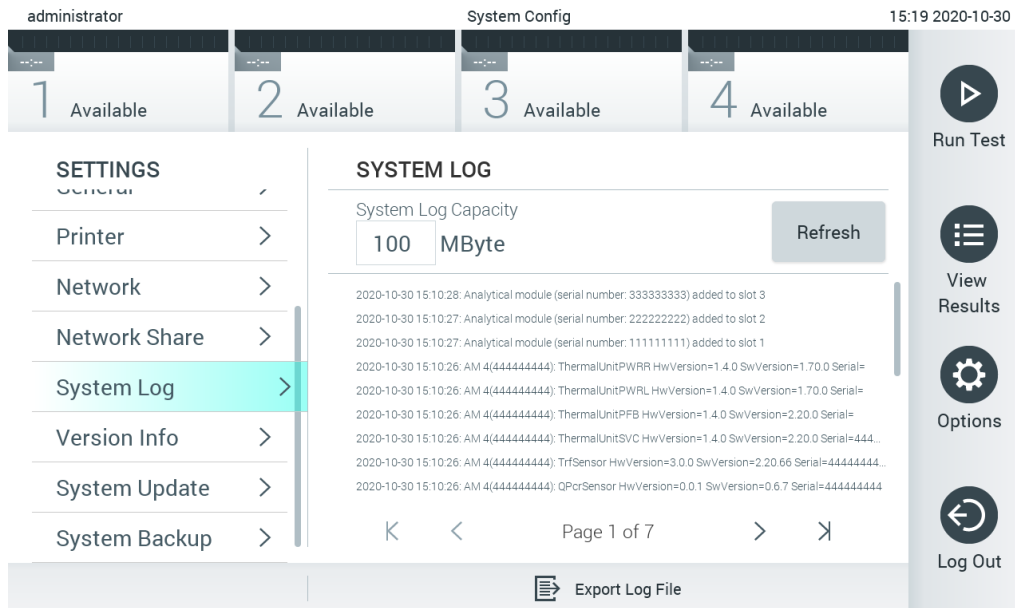 administrator
System Config
15:19 2020-10-30
--:--
1 Available
--:--
2 Available
--:--
3 Available
--:--
4 Available
SETTINGS
General
Printer
Network
Network Share
System Log
Version Info
System Update
System Backup
SYSTEM LOG
System Log Capacity
100 MByte
Refresh
2020-10-30 15:10:28: Analytical module (serial number: 333333333) added to slot 3
2020-10-30 15:10:27: Analytical module (serial number: 222222222) added to slot 2
2020-10-30 15:10:27: Analytical module (serial number: 111111111) added to slot 1
2020-10-30 15:10:26: AM 4(444444444): ThermalUnitPWRR HwVersion=1.4.0 SwVersion=1.70.0 Serial=
2020-10-30 15:10:26: AM 4(444444444): ThermalUnitPWRL HwVersion=1.4.0 SwVersion=1.70.0 Serial=
2020-10-30 15:10:26: AM 4(444444444): ThermalUnitPFB HwVersion=1.4.0 SwVersion=2.20.0 Serial=
2020-10-30 15:10:26: AM 4(444444444): ThermalUnitSVC HwVersion=1.4.0 SwVersion=2.20.0 Serial=444...
2020-10-30 15:10:26: AM 4(444444444): TrfSensor HwVersion=3.0.0 SwVersion=2.20.66 Serial=44444444...
2020-10-30 15:10:26: AM 4(444444444): QPcrSensor HwVersion=0.0.1 SwVersion=0.6.7 Serial=444444444
Page 1 of 7
Export Log File
Run Test
View
Results
Options
Log Out